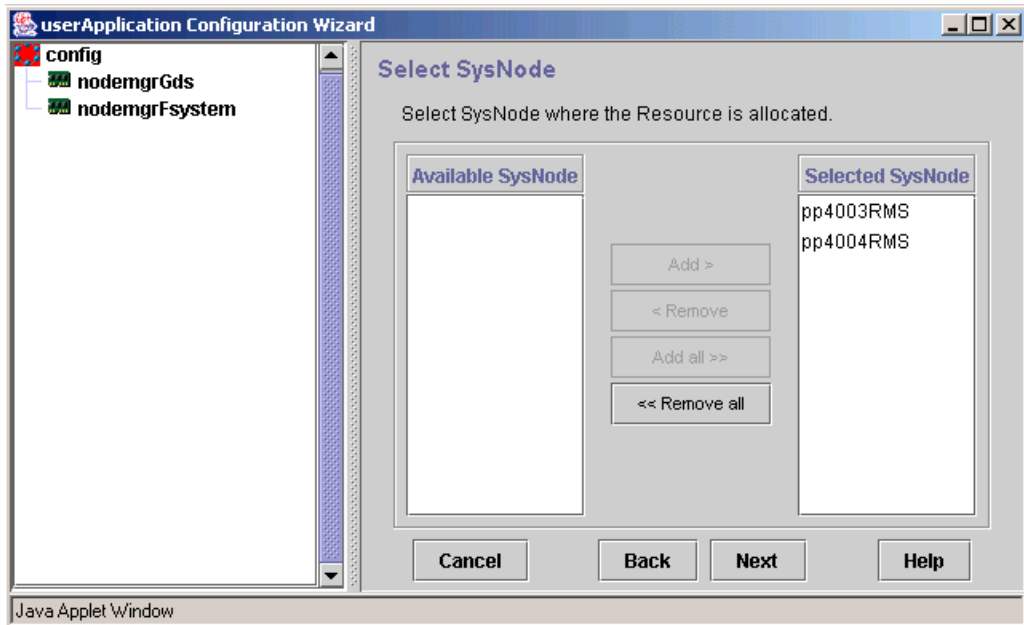 userApplication Configuration Wizard
config
nodemgrGds
nodemgrFsystem
Select SysNode
Select SysNode where the Resource is allocated.
Available SysNode
Selected SysNode
pp4003RMS
pp4004RMS
Add >
< Remove
Add all >>
<< Remove all
Cancel
Back
Next
Help
Java Applet Window